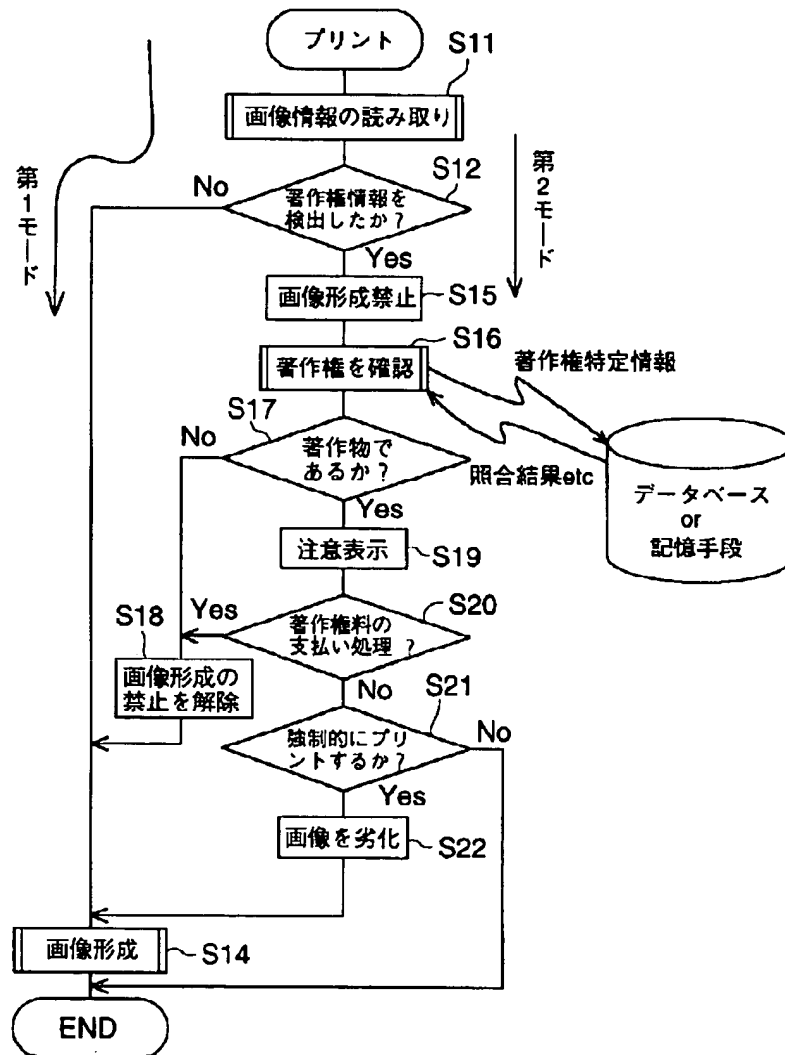 プリント
S11
画像情報の読み取り
S12
No
著作権情報を
検出したか?
Yes
第1モード
第2モード
画像形成禁止
S15
S16
著作権を確認
著作権特定情報
照合結果etc
データベース
or
記憶手段
S17
No
著作物で
あるか?
Yes
注意表示
S19
S20
Yes
著作権料の
支払い処理?
No
S18
画像形成の
禁止を解除
S21
強制的にプリ
ントするか?
No
Yes
画像を劣化
S22
画像形成
S14
END